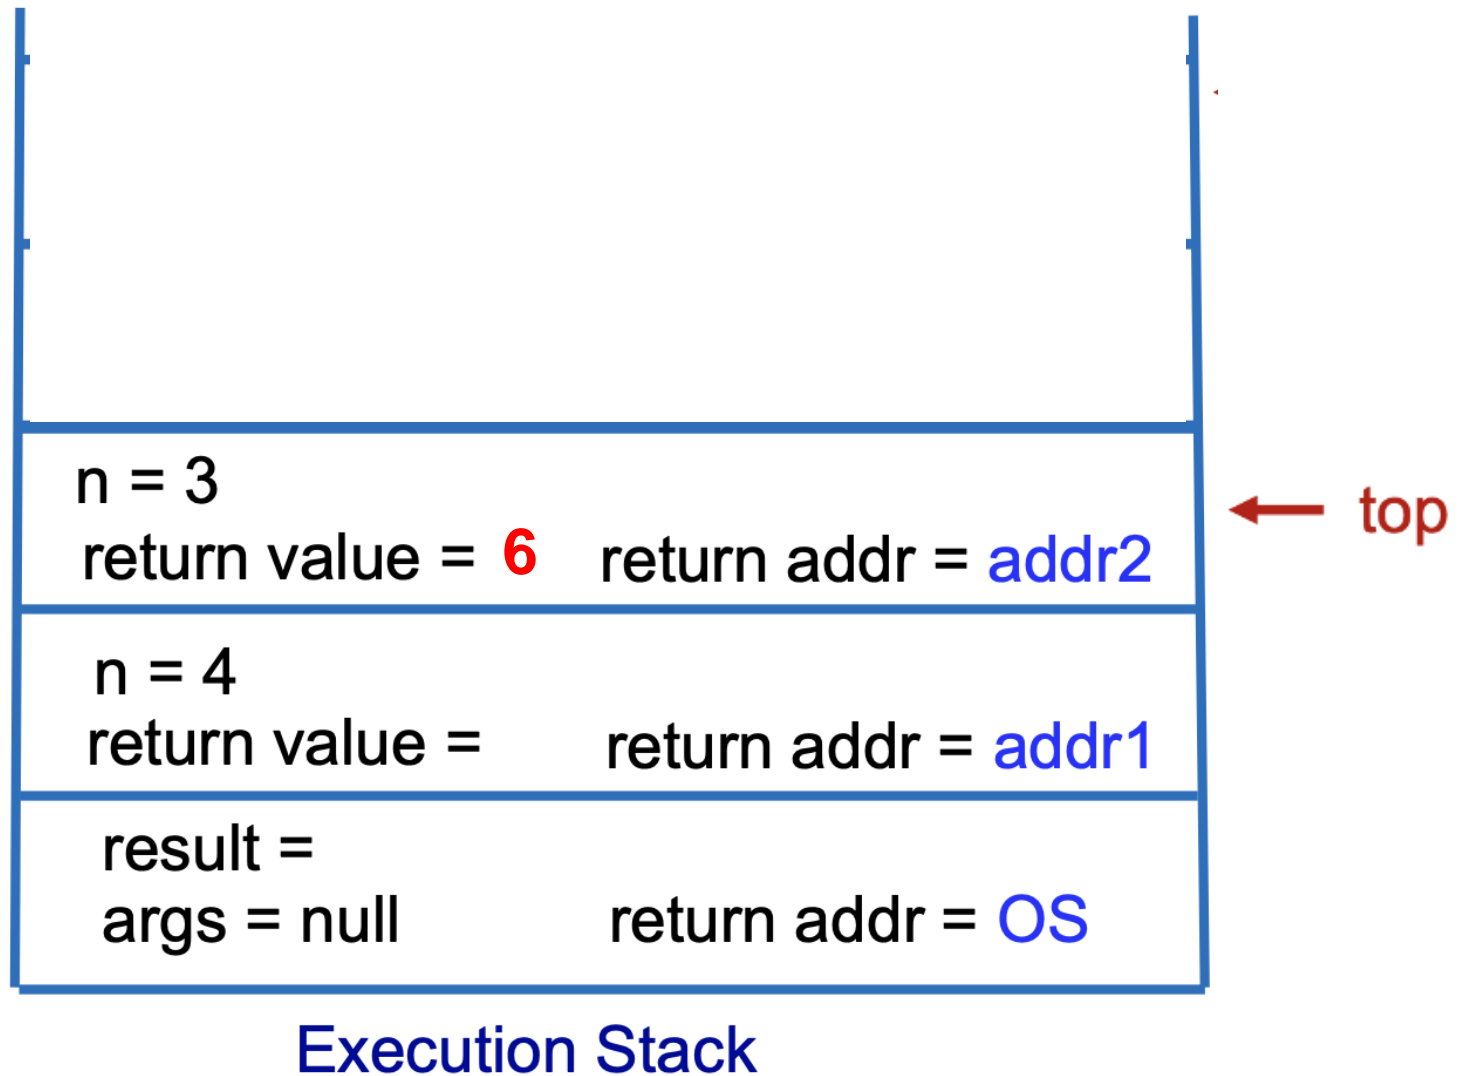 n = 3
top
return value = 6 return addr = addr2
n = 4
return value = return addr = addr1
result =
args = null return addr = OS
Execution Stack